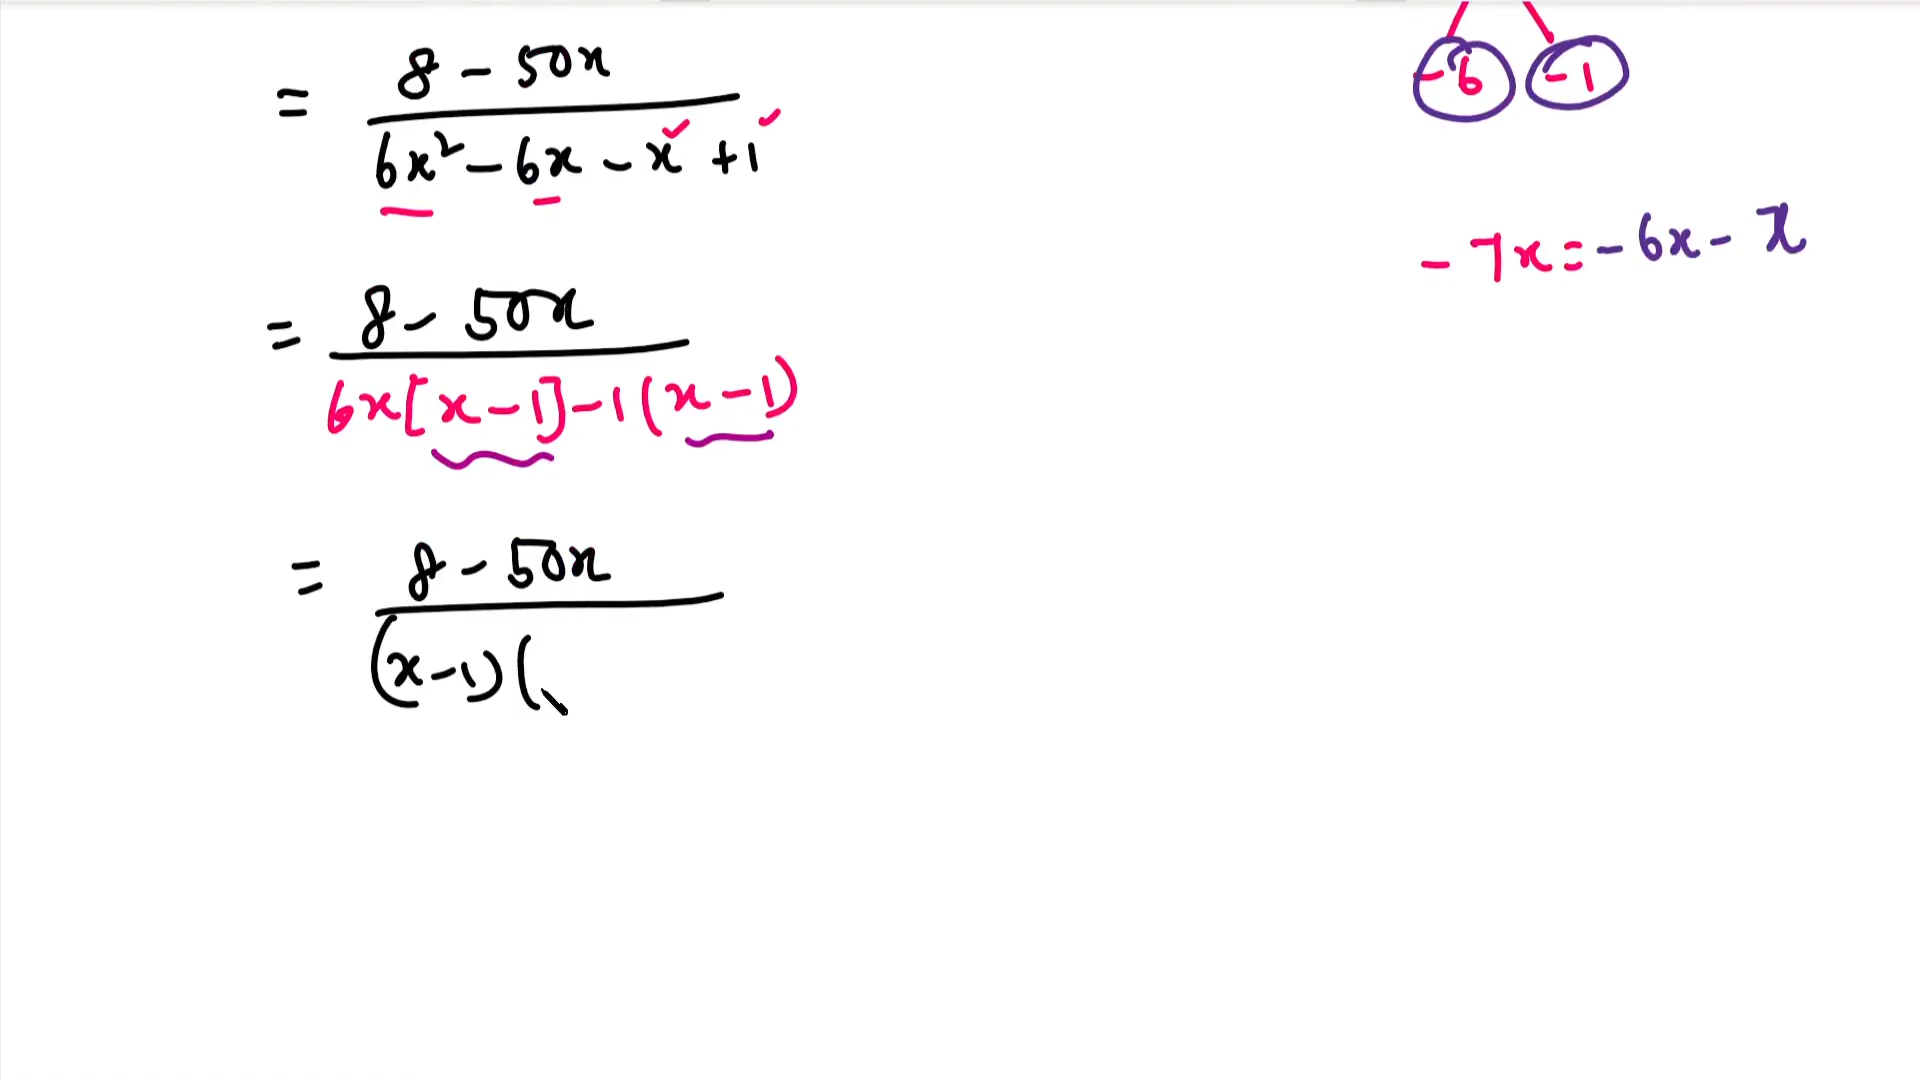 -6 -1
= 8 - 50x
6x² - 6x - x + 1
-7x = -6x - x
= 8 - 50x
6x[x-1] - 1(x-1)
= 8 - 50x
(x-1)(